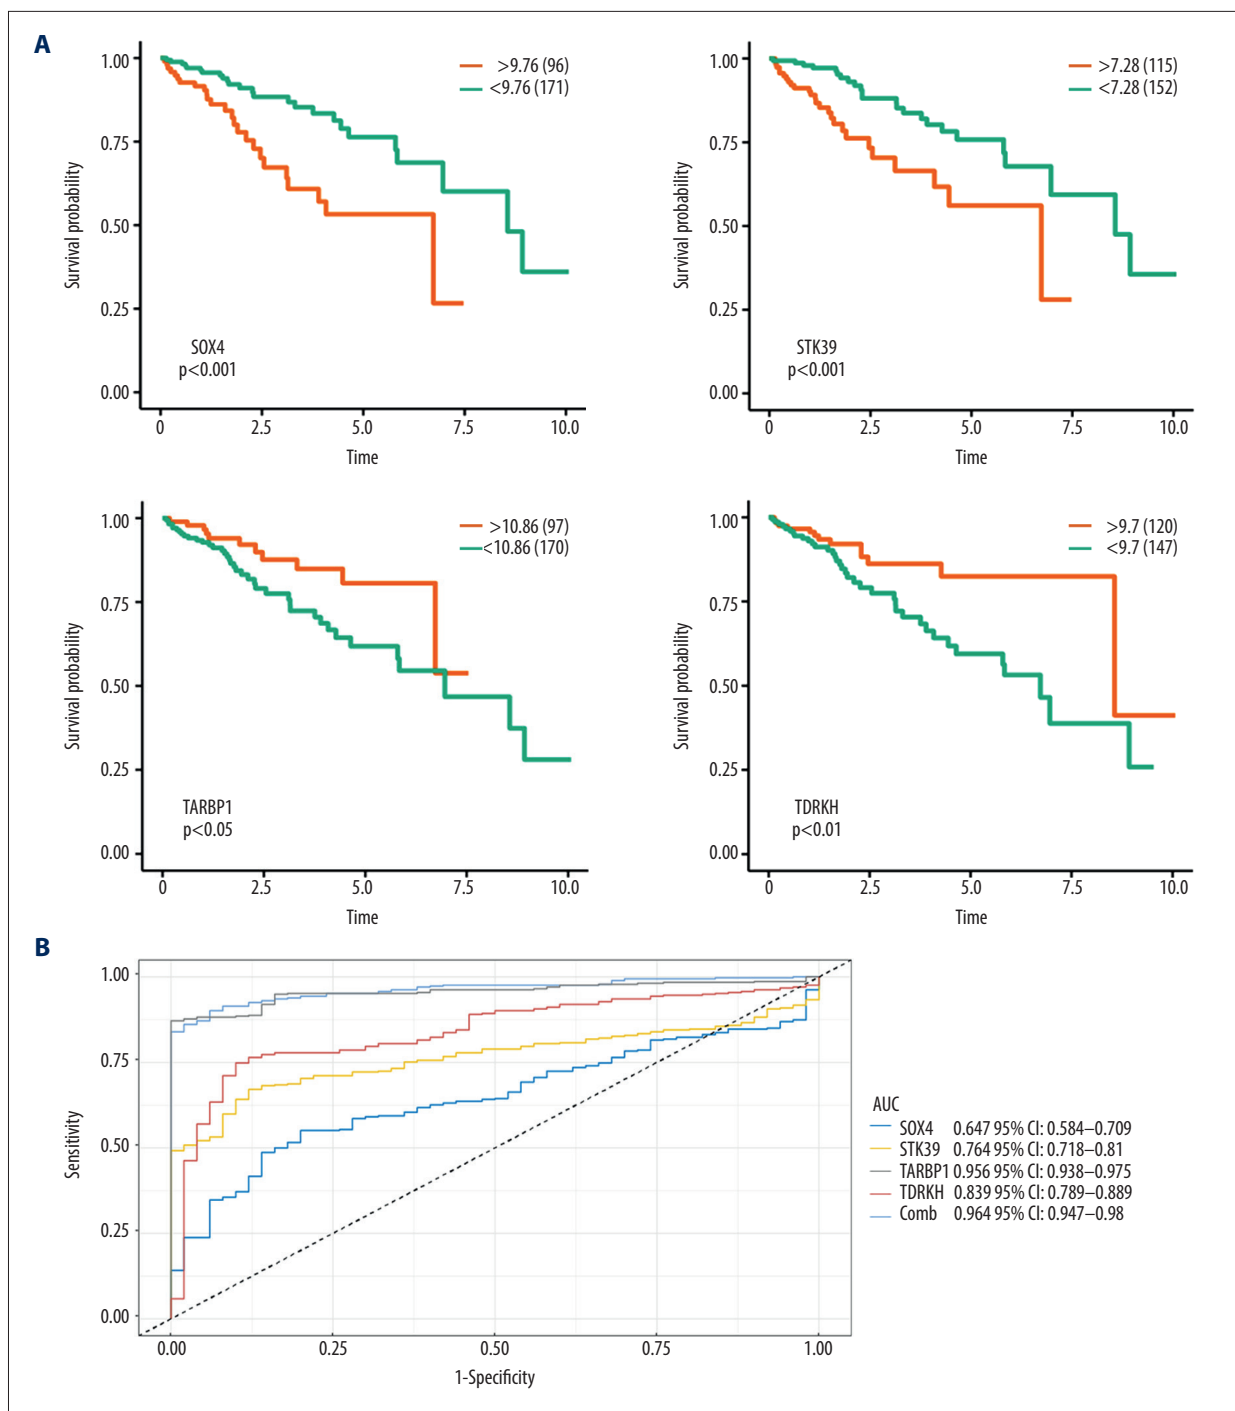 A
1.00
0.75
0.50
0.25
0.00
Survival probability
>9.76 (96)
<9.76 (171)
SOX4
p<0.001
0 2.5 5.0 7.5 10.0
Time
1.00
0.75
0.50
0.25
0.00
Survival probability
>7.28 (115)
<7.28 (152)
STK39
p<0.001
0 2.5 5.0 7.5 10.0
Time
1.00
0.75
0.50
0.25
0.00
Survival probability
>10.86 (97)
<10.86 (170)
TARBP1
p<0.05
0 2.5 5.0 7.5 10.0
Time
1.00
0.75
0.50
0.25
0.00
Survival probability
>9.7 (120)
<9.7 (147)
TDRKH
p<0.01
0 2.5 5.0 7.5 10.0
Time
B
1.00
0.75
0.50
0.25
0.00
Sensitivity
0.00 0.25 0.50 0.75 1.00
1-Specificity
AUC
SOX4 0.647 95% CI: 0.584–0.709
STK39 0.764 95% CI: 0.718–0.81
TARBP1 0.956 95% CI: 0.938–0.975
TDRKH 0.839 95% CI: 0.789–0.889
Comb 0.964 95% CI: 0.947–0.98